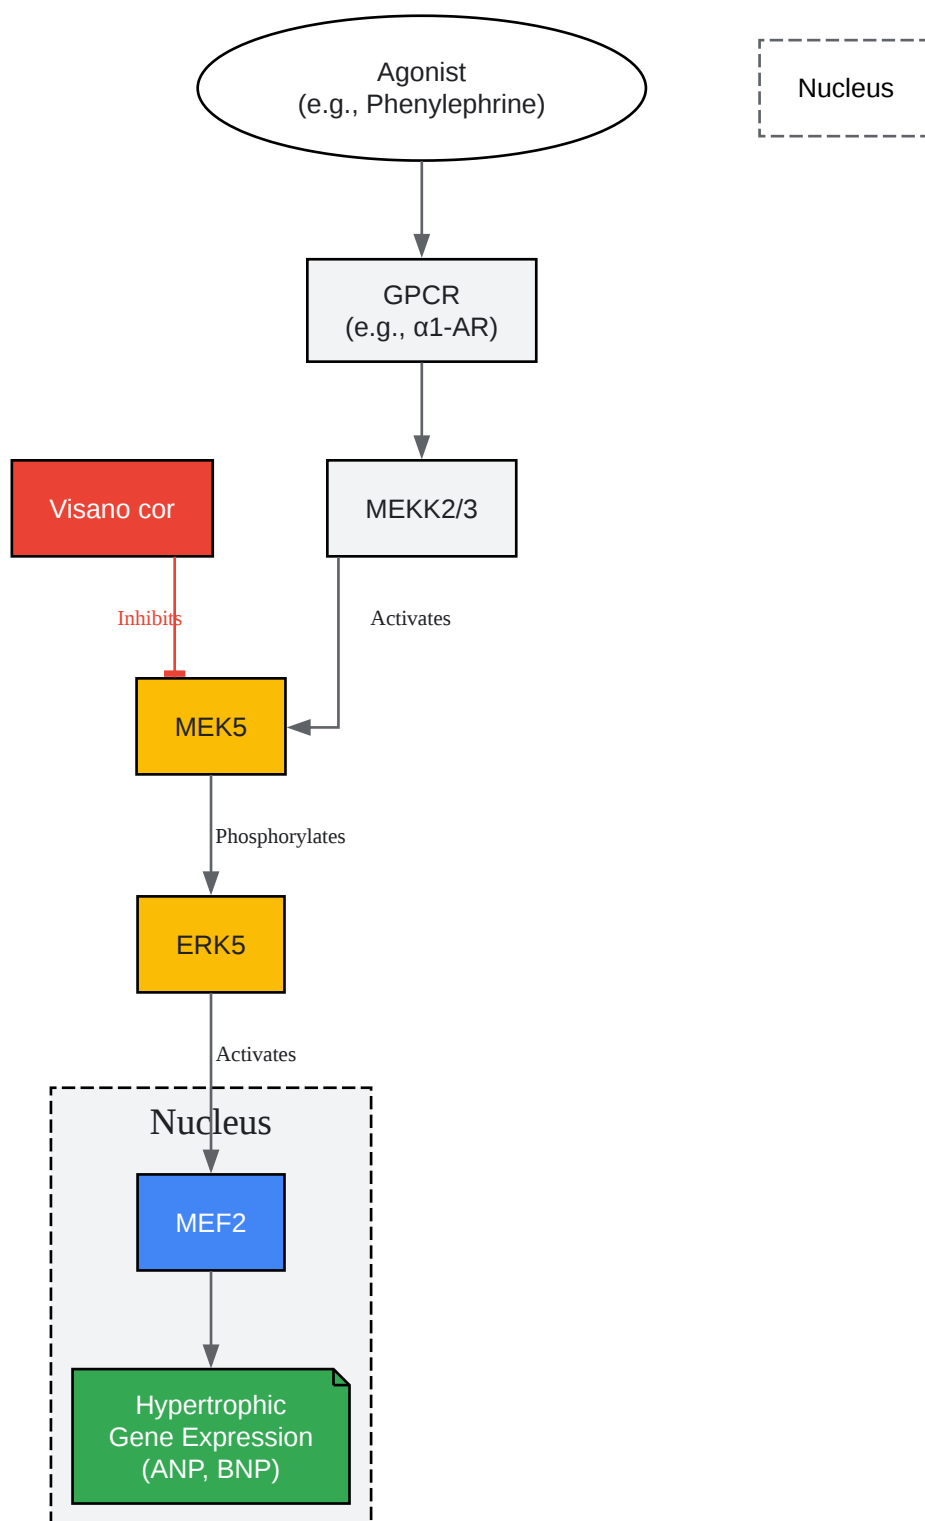 Agonist
(e.g., Phenylephrine)
Nucleus
GPCR
(e.g., α1-AR)
Visano cor
MEKK2/3
Inhibits
Activates
MEK5
Phosphorylates
ERK5
Activates
Nucleus
MEF2
Hypertrophic
Gene Expression
(ANP, BNP)